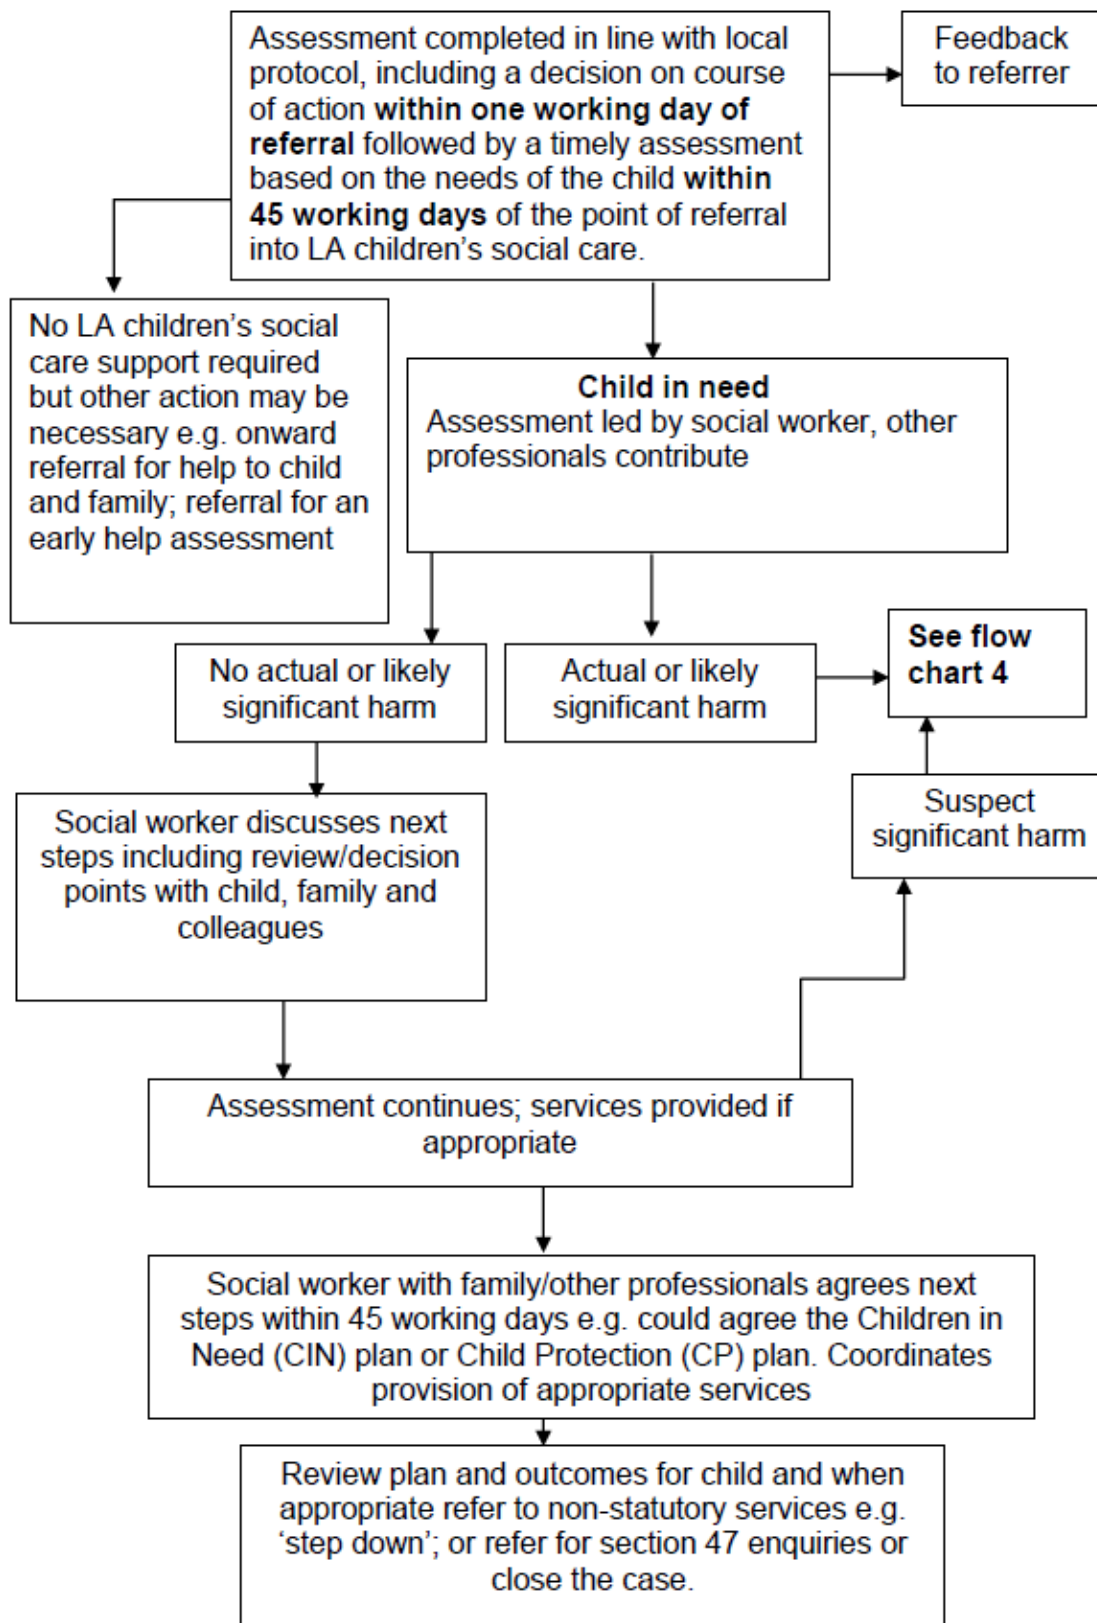 Assessment completed in line with local
protocol, including a decision on course
of action within one working day of
referral followed by a timely assessment
based on the needs of the child within
45 working days of the point of referral
into LA children's social care.
Feedback
to referrer
No LA children's social
care support required
but other action may be
necessary e.g. onward
referral for help to child
and family; referral for an
early help assessment
Child in need
Assessment led by social worker, other
professionals contribute
No actual or likely
significant harm
Actual or likely
significant harm
See flow
chart 4
Suspect
significant harm
Social worker discusses next
steps including review/decision
points with child, family and
colleagues
Assessment continues; services provided if
appropriate
Social worker with family/other professionals agrees next
steps within 45 working days e.g. could agree the Children in
Need (CIN) plan or Child Protection (CP) plan. Coordinates
provision of appropriate services
Review plan and outcomes for child and when
appropriate refer to non-statutory services e.g.
‘step down’; or refer for section 47 enquiries or
close the case.